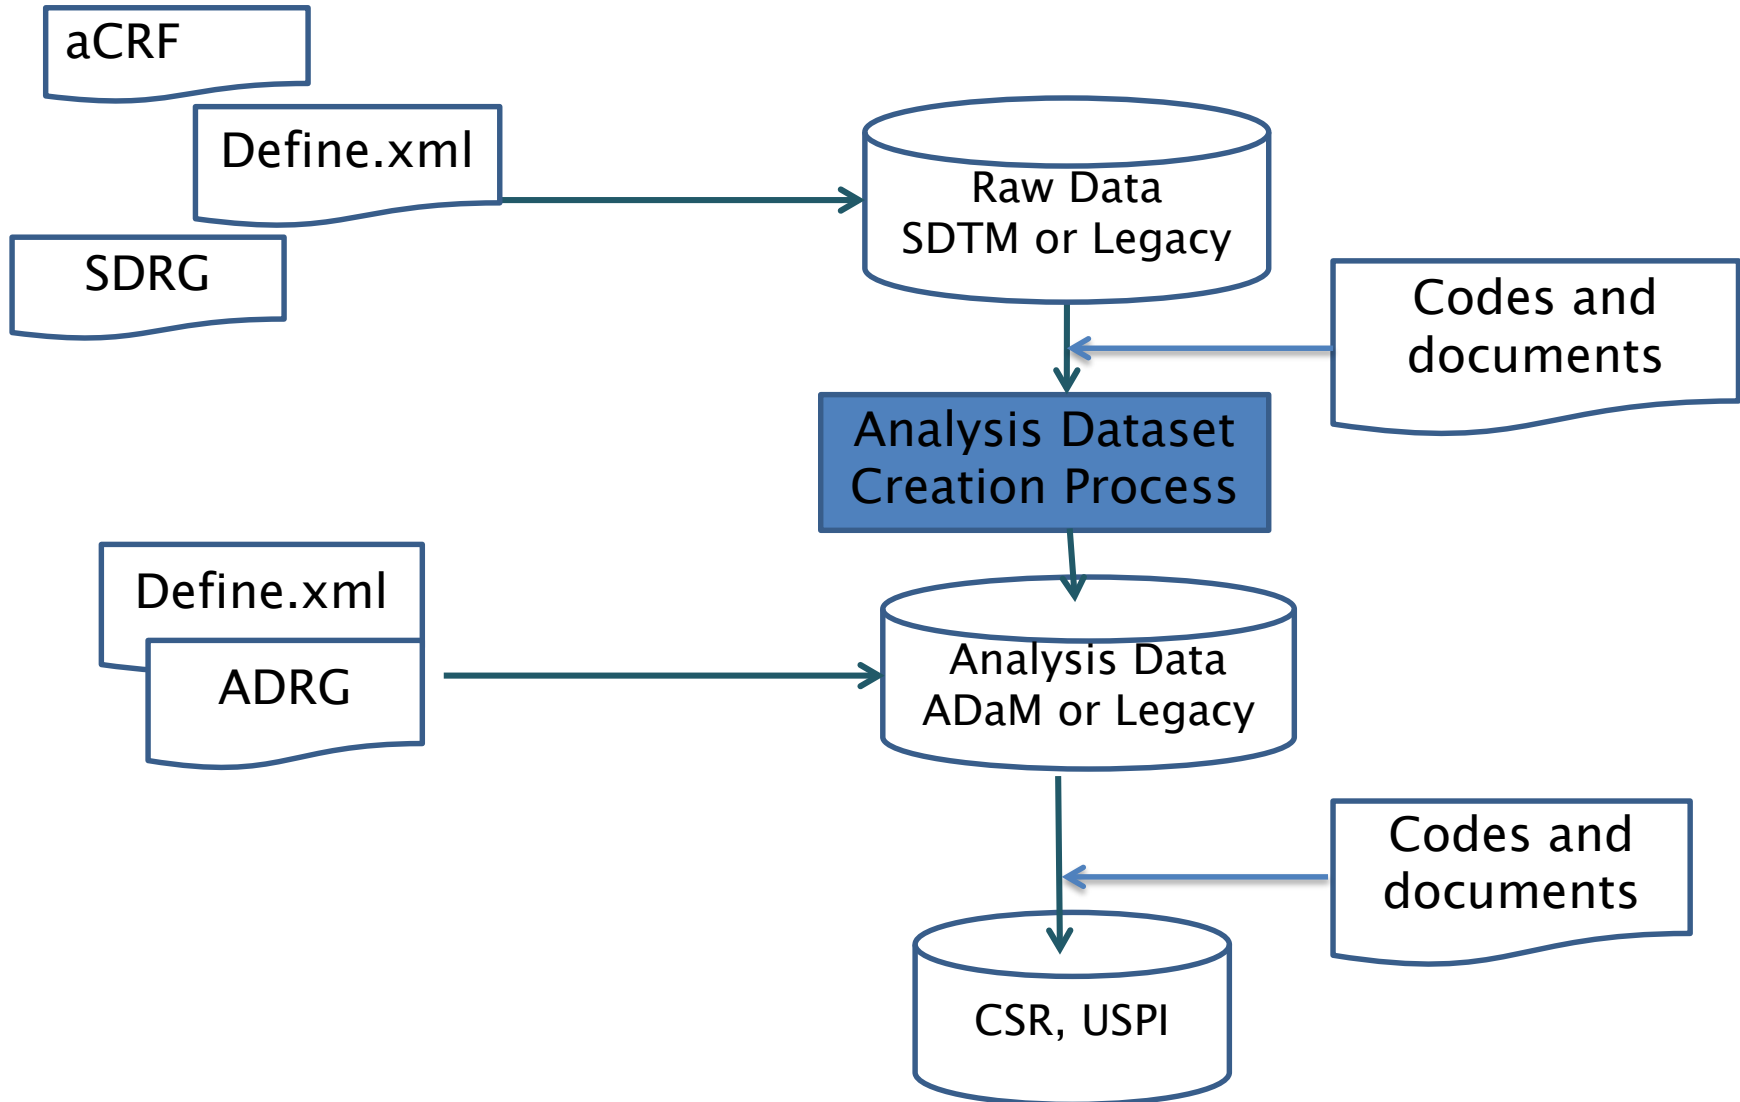 aCRF
Define.xml
SDRG
Raw Data
SDTM or Legacy
Codes and
documents
Analysis Dataset
Creation Process
Define.xml
ADRG
Analysis Data
ADaM or Legacy
Codes and
documents
CSR, USPI